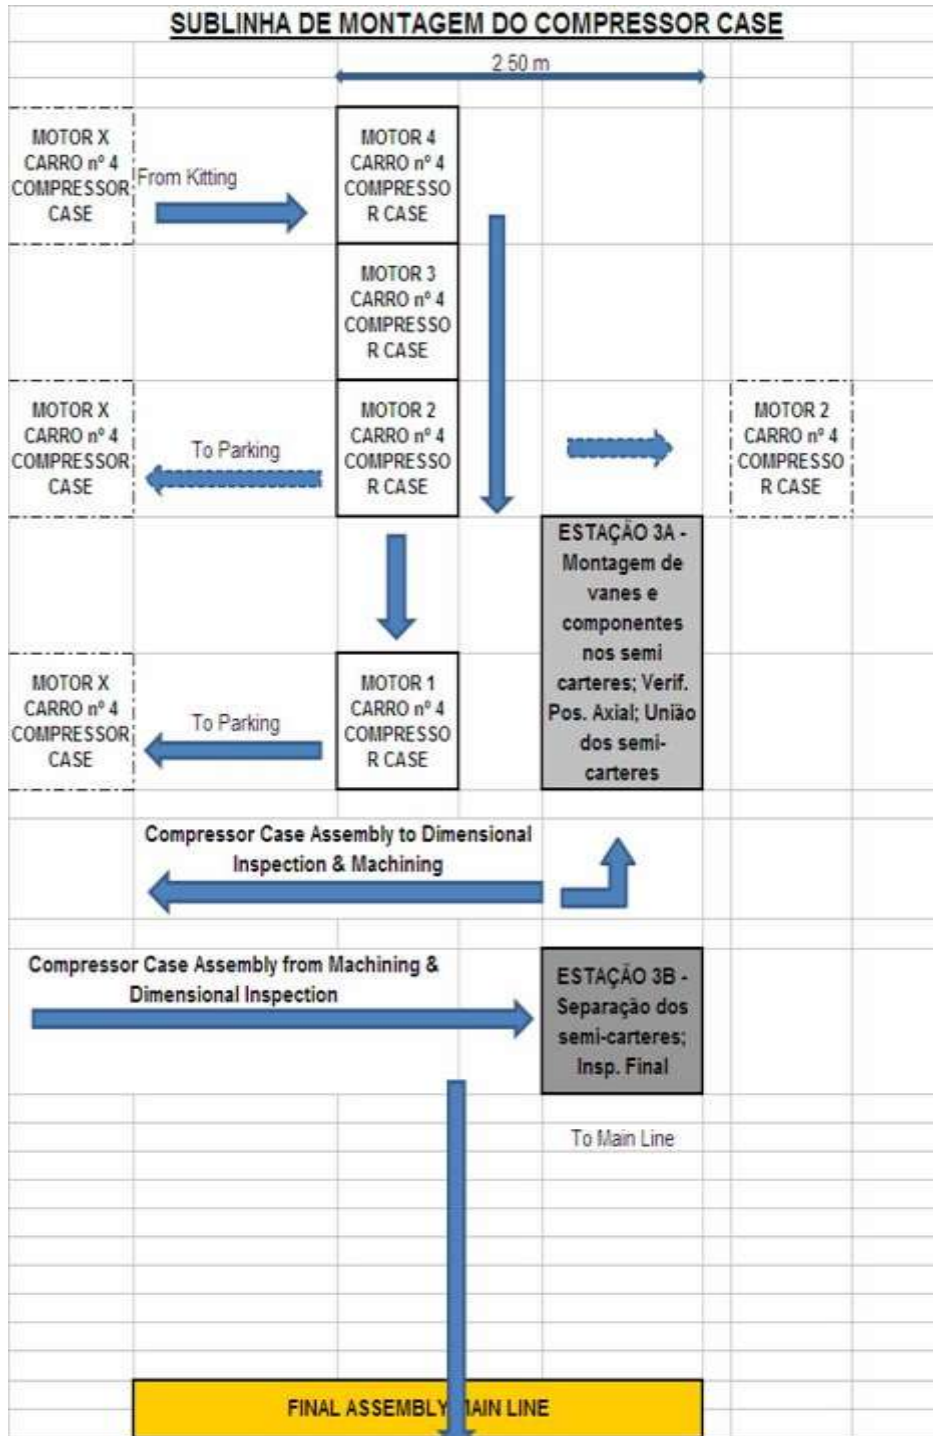 SUBLINHA DE MONTAGEM DO COMPRESSOR CASE
2.50 m
MOTOR X
CARRO nº 4
COMPRESSOR
CASE
From Kitting
MOTOR 4
CARRO nº 4
COMPRESSO
R CASE
MOTOR 3
CARRO nº 4
COMPRESSO
R CASE
MOTOR X
CARRO nº 4
COMPRESSOR
CASE
To Parking
MOTOR 2
CARRO nº 4
COMPRESSO
R CASE
MOTOR 2
CARRO nº 4
COMPRESSO
R CASE
ESTAÇÃO 3A -
Montagem de
vanes e
componentes
nos semi
carteres; Verif.
Pos. Axial; União
dos semi-
carteres
MOTOR X
CARRO nº 4
COMPRESSOR
CASE
To Parking
MOTOR 1
CARRO nº 4
COMPRESSO
R CASE
Compressor Case Assembly to Dimensional
Inspection & Machining
Compressor Case Assembly from Machining &
Dimensional Inspection
ESTAÇÃO 3B -
Separação dos
semi-carteres;
Insp. Final
To Main Line
FINAL ASSEMBLY MAIN LINE